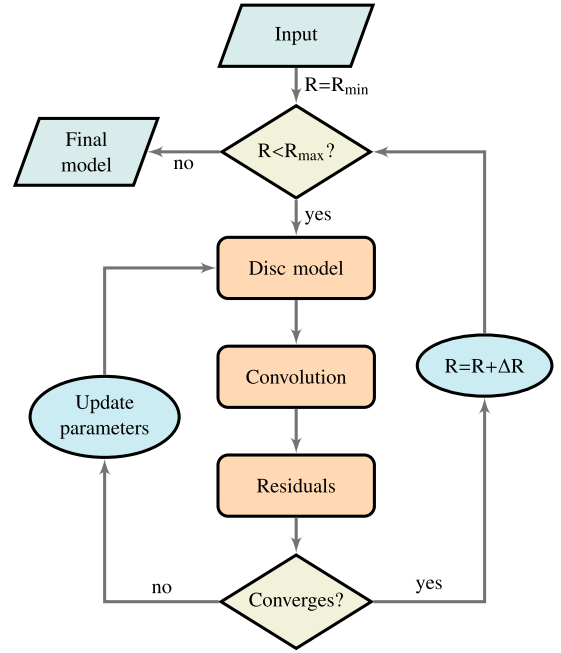 Input
R=Rmin
Final
model
no
R<Rmax?
yes
Disc model
Convolution
R=R+ΔR
Update
parameters
Residuals
no
Converges?
yes